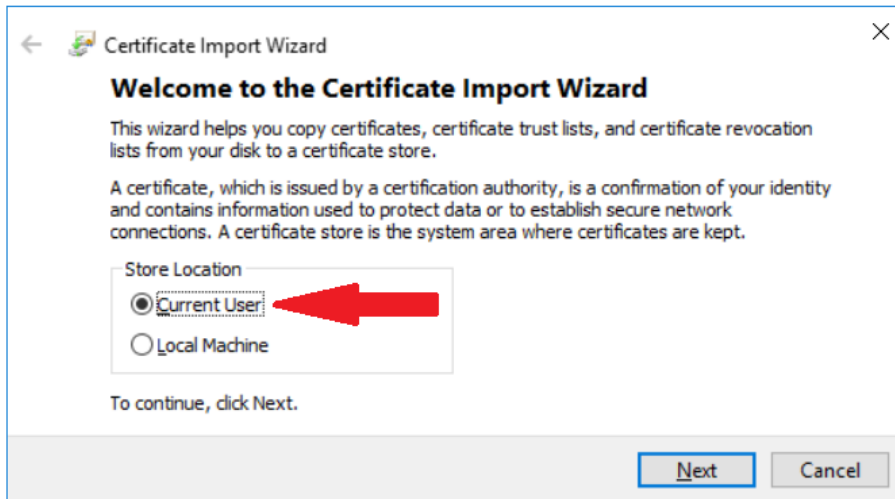 Certificate Import Wizard
Welcome to the Certificate Import Wizard
This wizard helps you copy certificates, certificate trust lists, and certificate revocation
lists from your disk to a certificate store.
A certificate, which is issued by a certification authority, is a confirmation of your identity
and contains information used to protect data or to establish secure network
connections. A certificate store is the system area where certificates are kept.
Store Location
Current User
Local Machine
To continue, click Next.
Next Cancel